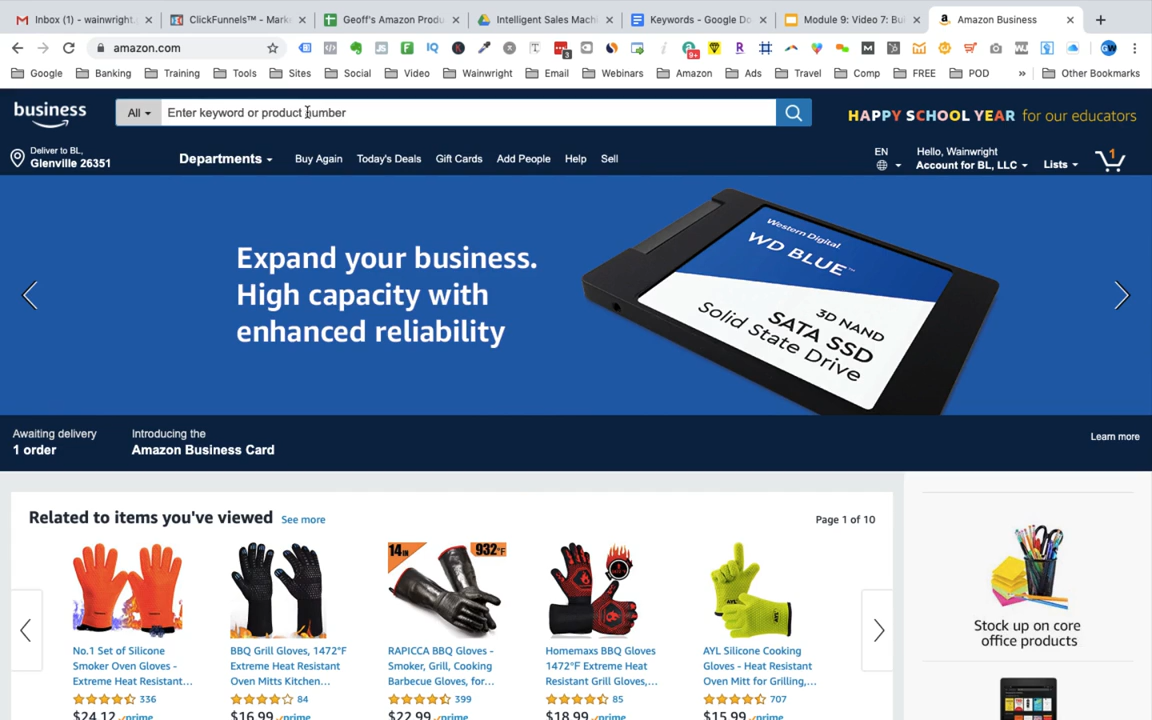 Inbox (1) - wainwright.
ClickFunnels™ - Marke
Geoff's Amazon Produ
Intelligent Sales Machi
Keywords - Google Do
Module 9: Video 7: Bui
Amazon Business
amazon.com
Google
Banking
Training
Tools
Sites
Social
Video
Wainwright
Email
Webinars
Amazon
Ads
Travel
Comp
FREE
POD
Other Bookmarks
business
All
Enter keyword or product number
HAPPY SCHOOL YEAR for our educators
Deliver to BL,
Glenville 26351
Departments
Buy Again
Today's Deals
Gift Cards
Add People
Help
Sell
EN
Hello, Wainwright
Account for BL, LLC
Lists
1
Expand your business.
High capacity with
enhanced reliability
Western Digital
WD BLUE™
3D NAND
SATA SSD
Solid State Drive
Awaiting delivery
1 order
Introducing the
Amazon Business Card
Learn more
Related to items you've viewed See more
Page 1 of 10
14IN
932°F
No.1 Set of Silicone
Smoker Oven Gloves -
Extreme Heat Resistant...
336
$24.12 prime
BBQ Grill Gloves, 1472°F
Extreme Heat Resistant
Oven Mitts Kitchen...
84
$16.99 prime
RAPICCA BBQ Gloves -
Smoker, Grill, Cooking
Barbecue Gloves, for...
399
$22.99 prime
Homemaxs BBQ Gloves
1472°F Extreme Heat
Resistant Grill Gloves,...
85
$18.99 prime
AYL Silicone Cooking
Gloves - Heat Resistant
Oven Mitt for Grilling,...
707
$15.99 prime
Stock up on core
office products